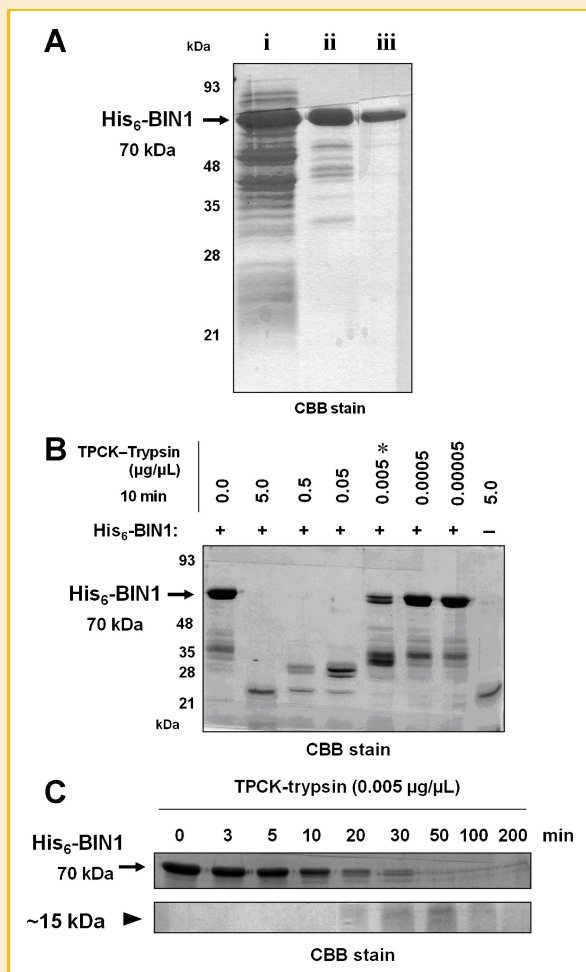 A
kDa i ii iii
93
His₆-BIN1
70 kDa
48
35
28
21
CBB stain
B
TPCK–Trypsin
(µg/µL)
10 min
0.0 5.0 0.5 0.05 0.005 * 0.0005 0.00005 5.0
His₆-BIN1: + + + + + + + –
93
His₆-BIN1
70 kDa
48
35
28
21
kDa
CBB stain
C
TPCK-trypsin (0.005 µg/µL)
His₆-BIN1 0 3 5 10 20 30 50 100 200 min
70 kDa
~15 kDa
CBB stain